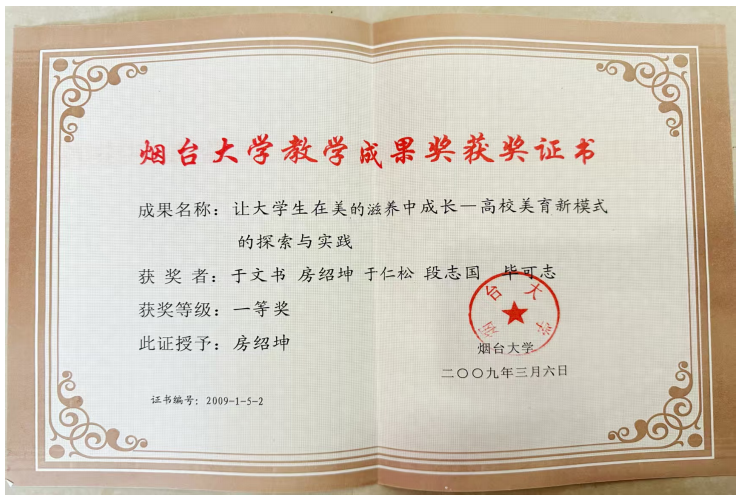 烟台大学教学成果奖获奖证书
成果名称：让大学生在美的滋养中成长—高校美育新模式
的探索与实践
获 奖 者：于文书 房绍坤 于仁松 段志国 毕可志
获奖等级：一等奖
此证授予：房绍坤
烟台大学
烟台大学
二〇〇九年三月六日
证书编号：2009-1-5-2